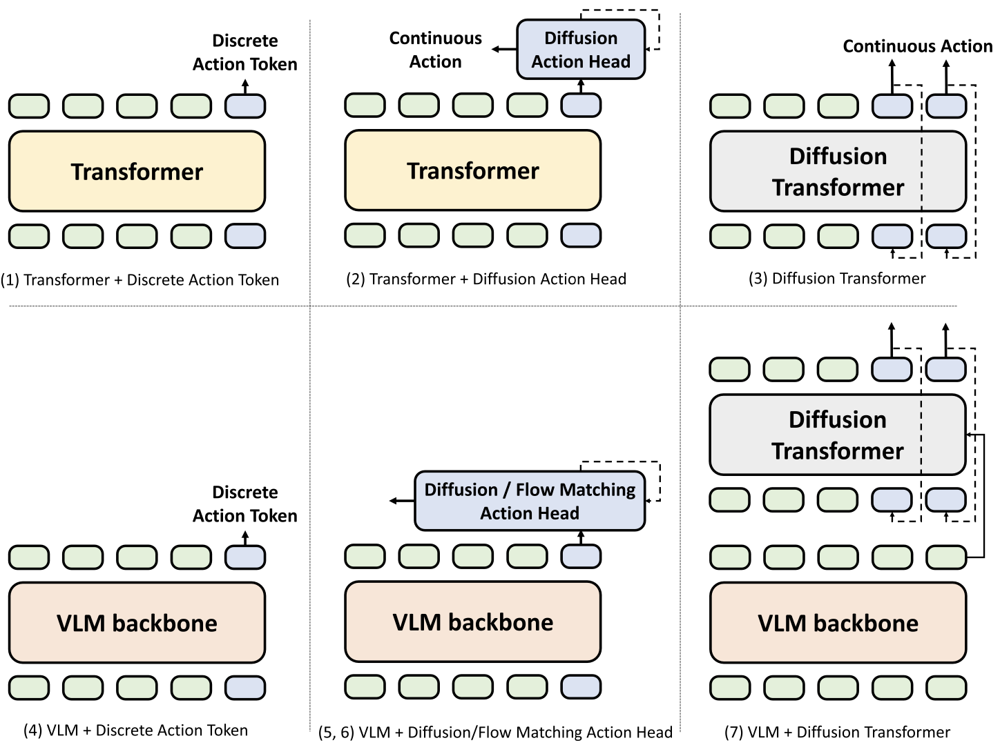 Discrete
Action Token
Transformer
(1) Transformer + Discrete Action Token
Continuous
Action
Diffusion
Action Head
Transformer
(2) Transformer + Diffusion Action Head
Continuous Action
Diffusion
Transformer
(3) Diffusion Transformer
Discrete
Action Token
VLM backbone
(4) VLM + Discrete Action Token
Diffusion / Flow Matching
Action Head
VLM backbone
(5, 6) VLM + Diffusion/Flow Matching Action Head
Diffusion
Transformer
VLM backbone
(7) VLM + Diffusion Transformer